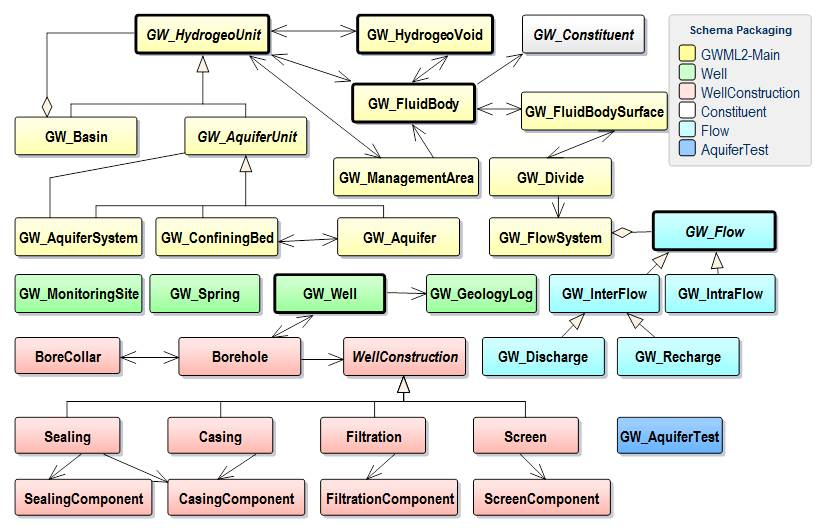 GW_HydrogeoUnit
GW_HydrogeoVoid
GW_Constituent
Schema Packaging
GWML2-Main
Well
WellConstruction
Constituent
Flow
AquiferTest
GW_FluidBody
GW_FluidBodySurface
GW_Basin
GW_AquiferUnit
GW_ManagementArea
GW_Divide
GW_AquiferSystem
GW_ConfiningBed
GW_Aquifer
GW_FlowSystem
GW_Flow
GW_MonitoringSite
GW_Spring
GW_Well
GW_GeologyLog
GW_InterFlow
GW_IntraFlow
BoreCollar
Borehole
WellConstruction
GW_Discharge
GW_Recharge
Sealing
Casing
Filtration
Screen
GW_AquiferTest
SealingComponent
CasingComponent
FiltrationComponent
ScreenComponent